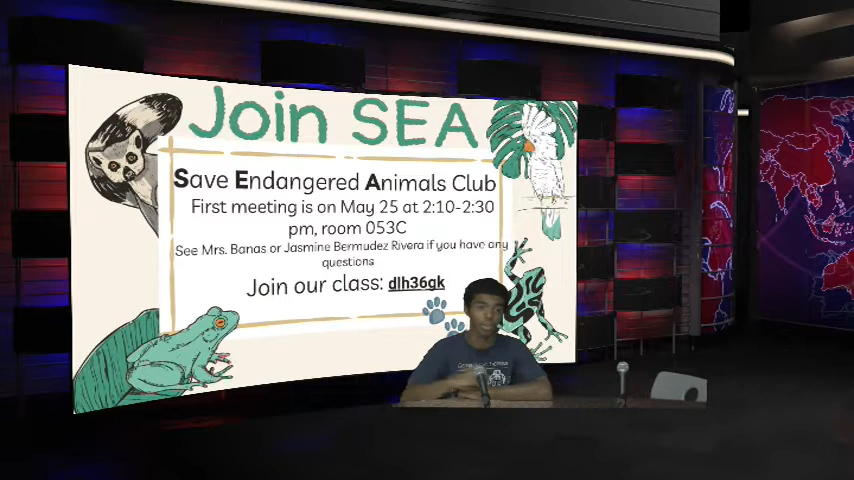 Join SEA
Save Endangered Animals Club
First meeting is on May 25 at 2:10-2:30
pm, room 053C
See Mrs. Banas or Jasmine Bermudez Rivera if you have any
questions
Join our class: dlh36gk